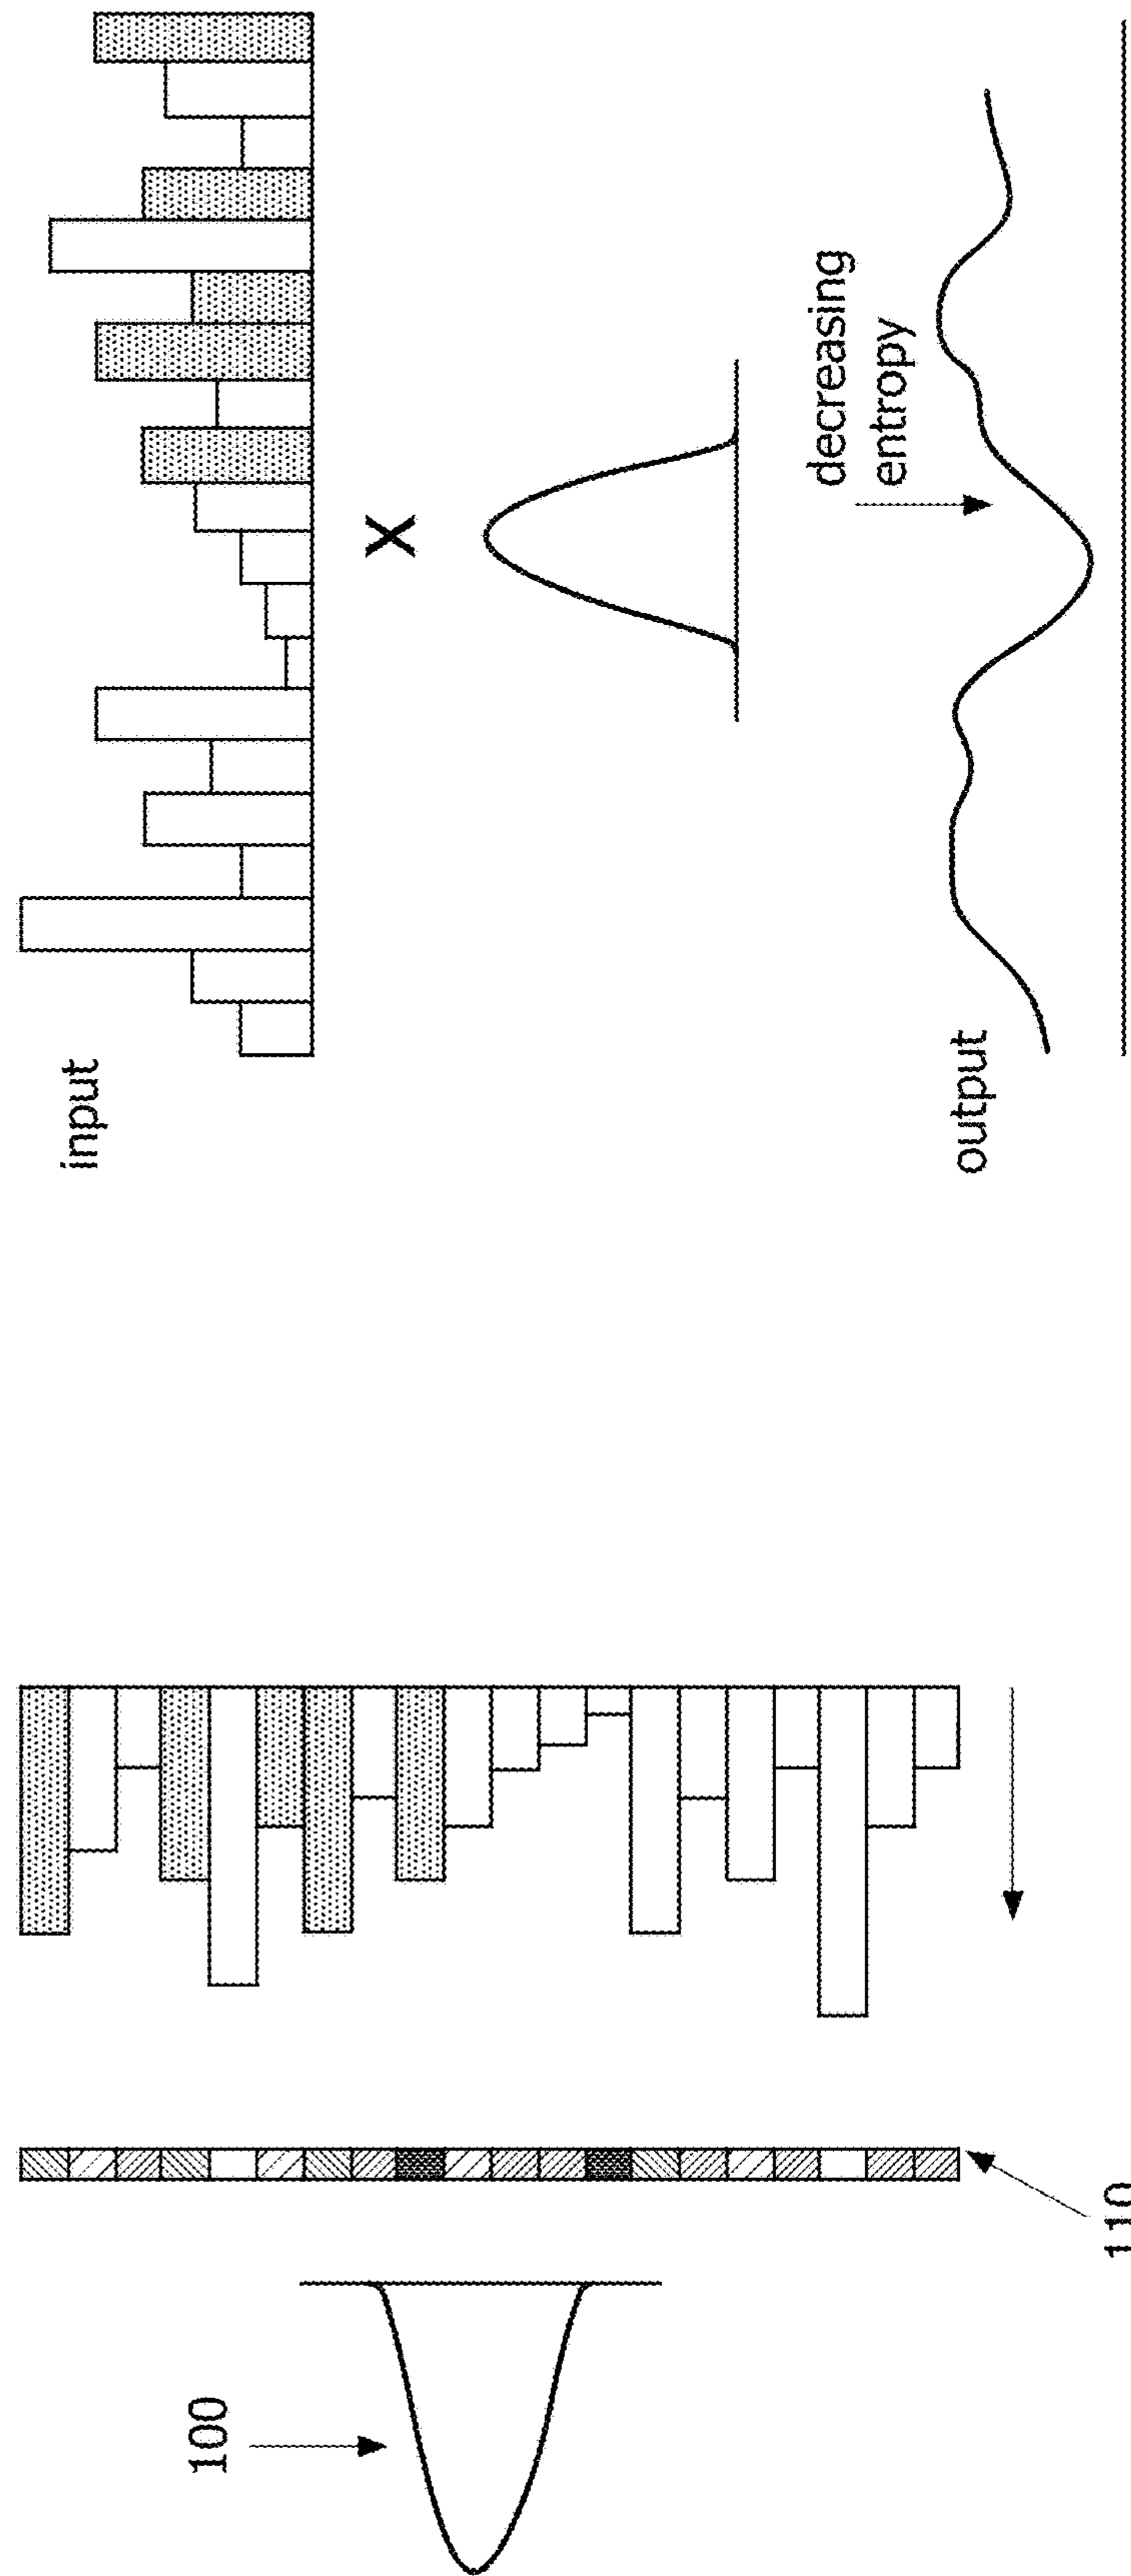 input
X
decreasing
entropy
output
100
110